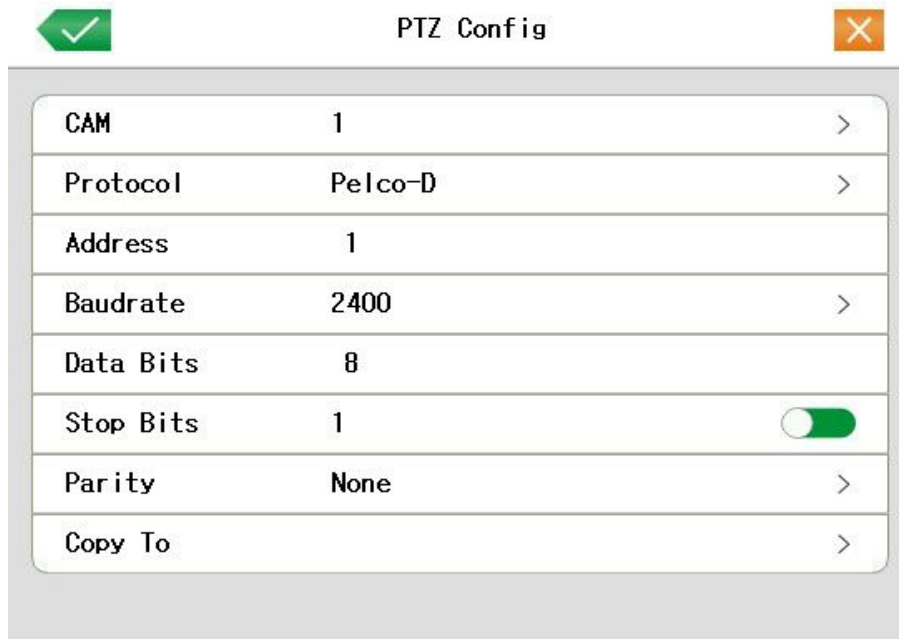 PTZ Config
CAM 1
Protocol Pelco-D
Address 1
Baudrate 2400
Data Bits 8
Stop Bits 1
Parity None
Copy To